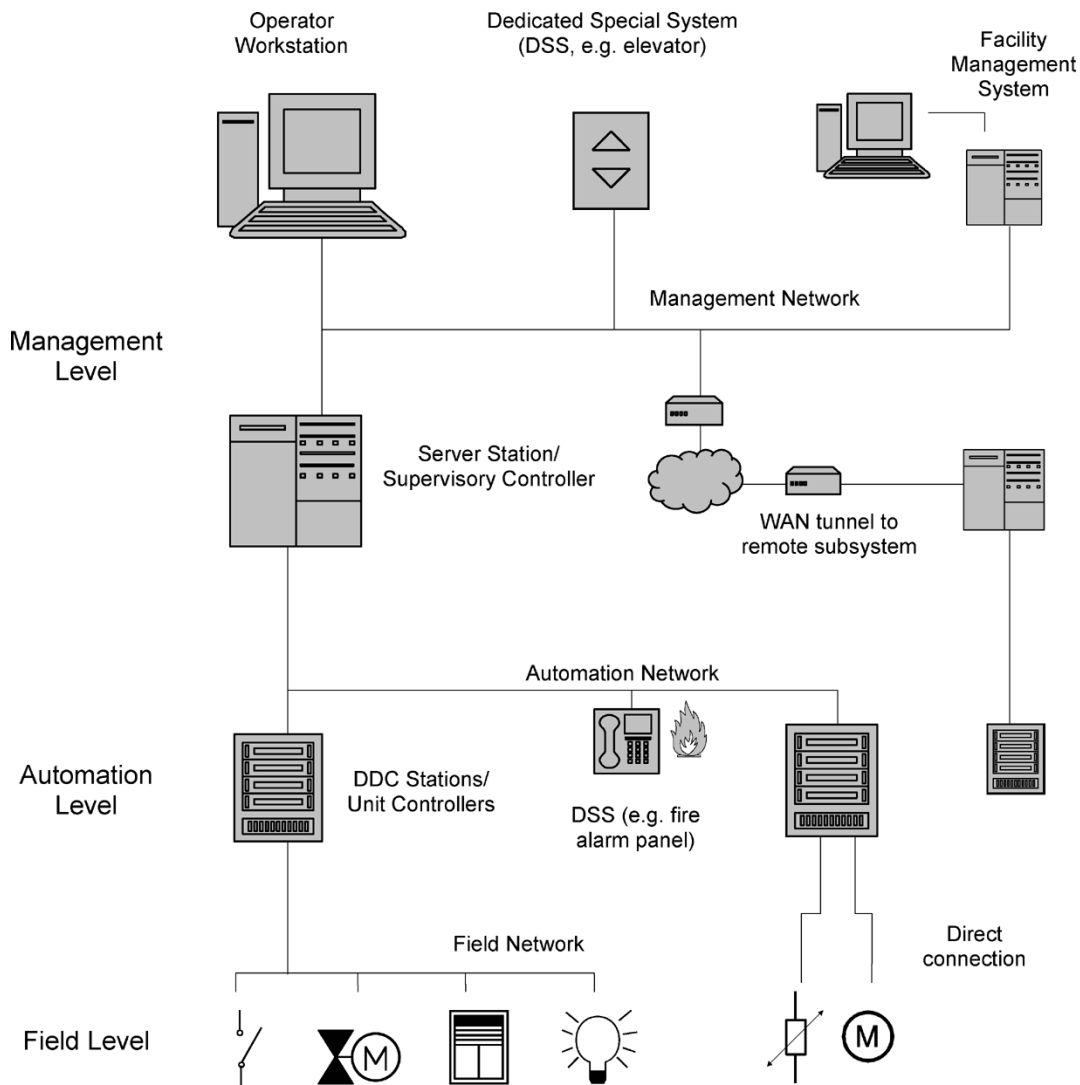 Operator
Workstation
Dedicated Special System
(DSS, e.g. elevator)
Facility
Management
System
Management Network
Management
Level
Server Station/
Supervisory Controller
WAN tunnel to
remote subsystem
Automation Network
Automation
Level
DDC Stations/
Unit Controllers
DSS (e.g. fire
alarm panel)
Field Network
Direct
connection
Field Level
M
M